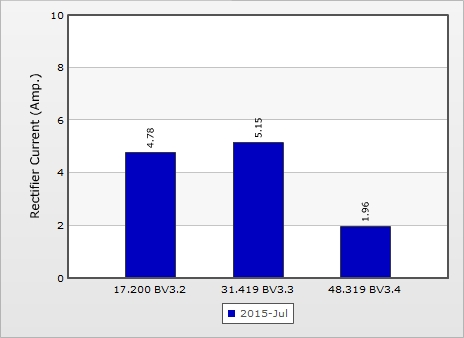 Rectifier Current (Amp.)
10
8
6
4
2
0
4.78
5.15
1.96
17.200 BV3.2
31.419 BV3.3
48.319 BV3.4
2015-Jul